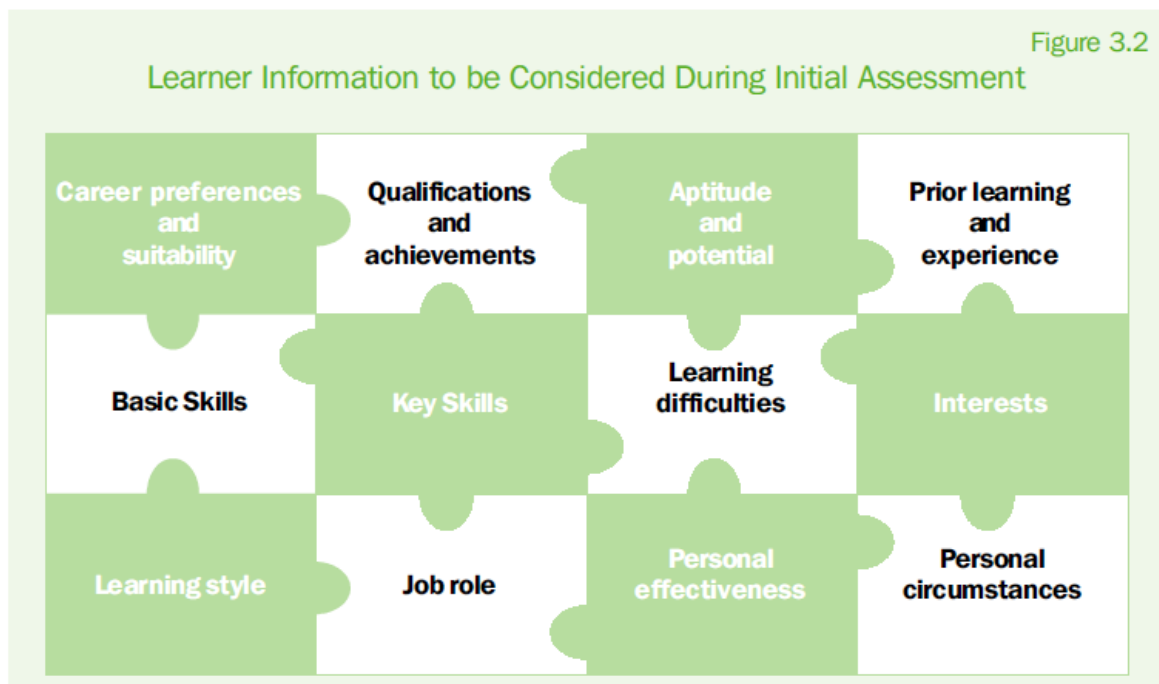 Figure 3.2
Learner Information to be Considered During Initial Assessment
Career preferences
and
suitability
Qualifications
and
achievements
Aptitude
and
potential
Prior learning
and
experience
Basic Skills
Key Skills
Learning
difficulties
Interests
Learning style
Job role
Personal
effectiveness
Personal
circumstances